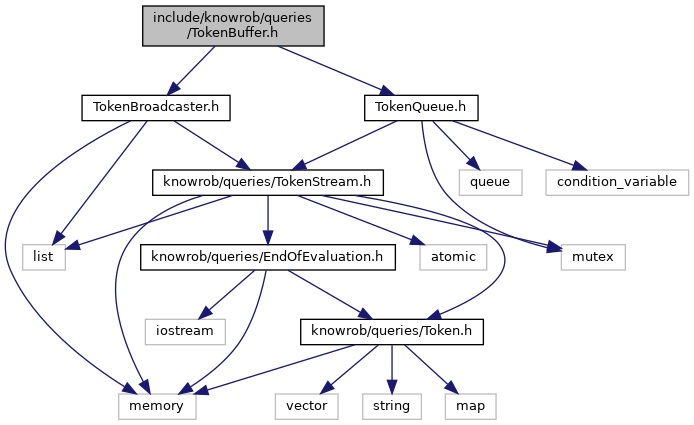 include/knowrob/queries
/TokenBuffer.h
TokenBroadcaster.h
TokenQueue.h
knowrob/queries/TokenStream.h
queue
condition_variable
list
knowrob/queries/EndOfEvaluation.h
atomic
mutex
iostream
knowrob/queries/Token.h
memory
vector
string
map